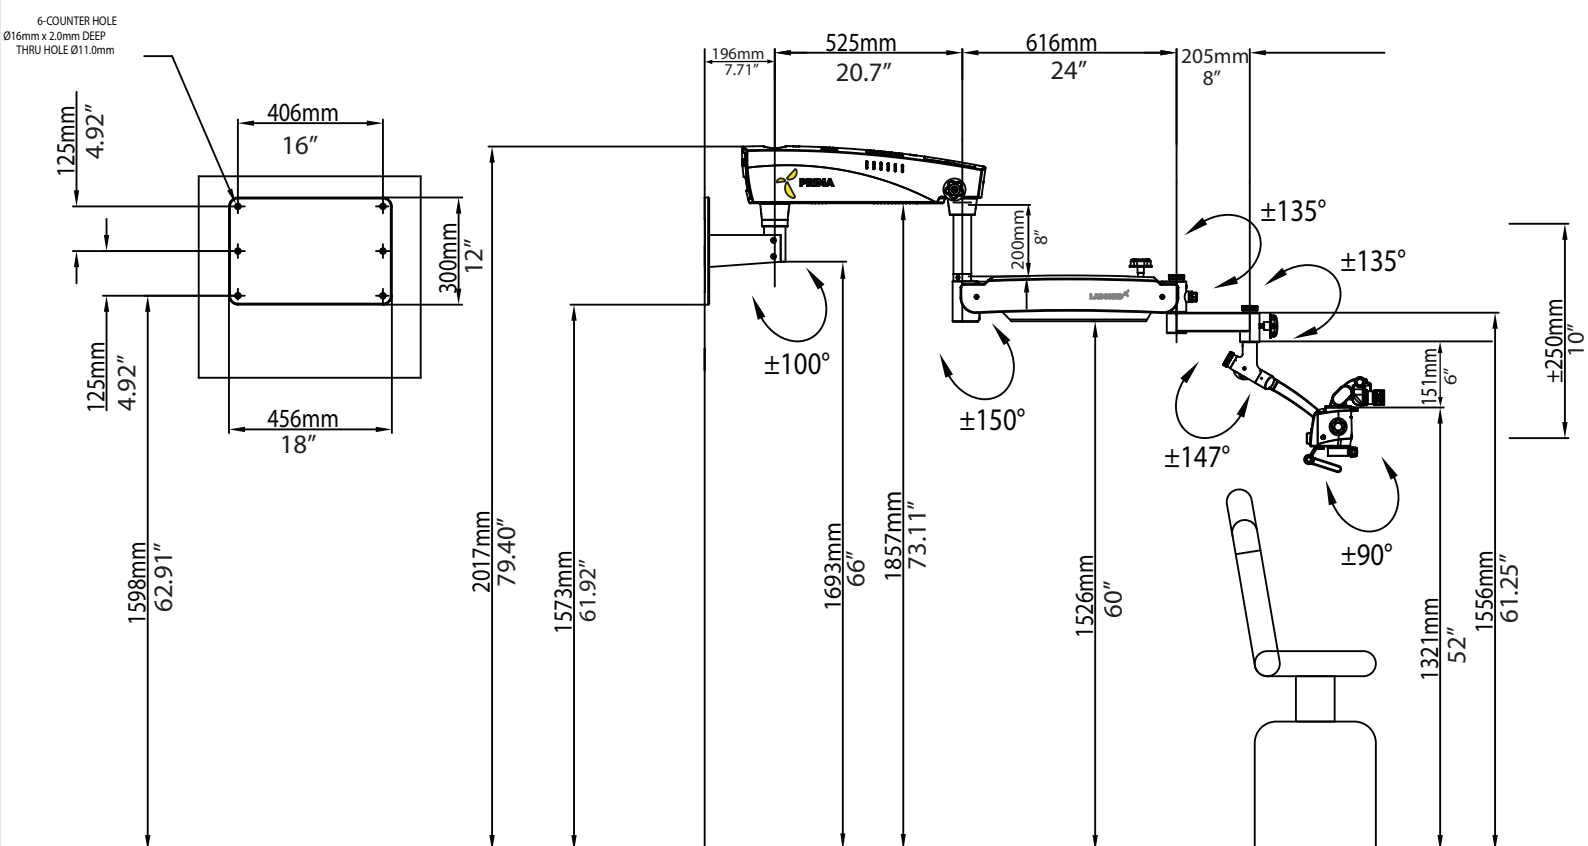 6-COUNTER HOLE
Ø16mm x 2.0mm DEEP
THRU HOLE Ø11.0mm
125mm
4.92”
406mm
16”
300mm
12”
125mm
4.92”
456mm
18”
1598mm
62.91”
2017mm
79.40”
1573mm
61.92”
196mm
7.71”
525mm
20.7”
616mm
24”
205mm
8”
PRIMA
200mm
8”
LABOMED
±100°
±150°
±135°
±135°
±147°
±90°
±250mm
10”
151mm
6”
1693mm
66”
1857mm
73.11”
1526mm
60”
1321mm
52”
1556mm
61.25”